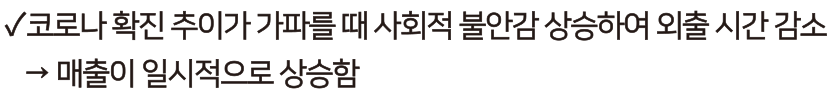 ✓코로나 확진 추이가 가파를 때 사회적 불안감 상승하여 외출 시간 감소
→ 매출이 일시적으로 상승함